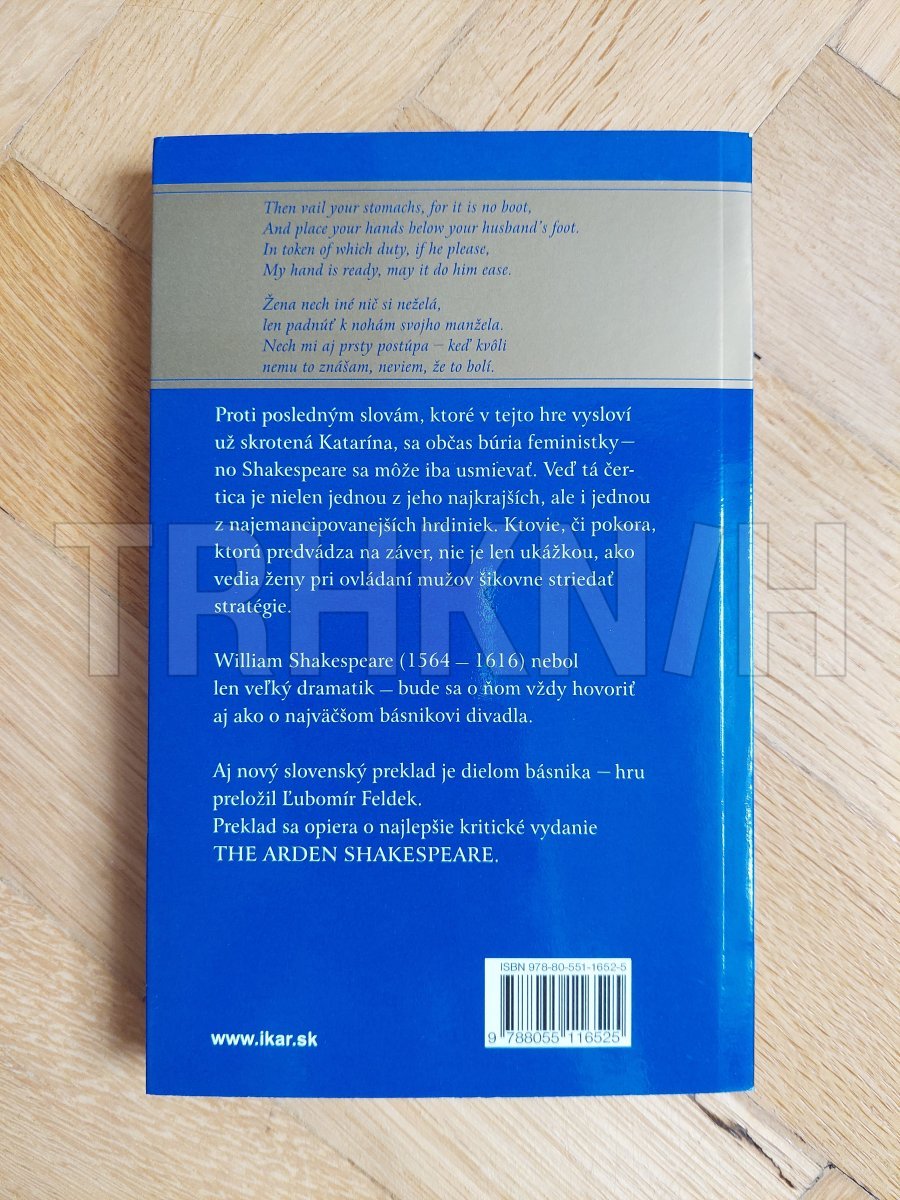 Then vail your stomachs, for it is no boot,
And place your hands below your husband's foot.
In token of which duty, if he please,
My hand is ready, may it do him ease.
Žena nech iné nič si neželá,
len padnúť k nohám svojho manžela.
Nech mi aj prsty postúpa – keď kvôli
nemu to znášam, neviem, že to bolí.
Proti posledným slovám, ktoré v tejto hre vysloví
už skrotená Katarína, sa občas búria feministky –
no Shakespeare sa môže iba usmievať. Veď tá čer-
tica je nielen jednou z jeho najkrajších, ale i jednou
z najemancipovanejších hrdiniek. Ktovie, či pokora,
ktorú predvádza na záver, nie je len ukážkou, ako
vedia ženy pri ovládaní mužov šikovne striedať
stratégie.
TRHKNÍH
William Shakespeare (1564 – 1616) nebol
len veľký dramatik – bude sa o ňom vždy hovoriť
aj ako o najväčšom básnikovi divadla.
Aj nový slovenský preklad je dielom básnika – hru
preložil Ľubomír Feldek.
Preklad sa opiera o najlepšie kritické vydanie
THE ARDEN SHAKESPEARE.
ISBN 978-80-551-1652-5
9 788055 116525
www.ikar.sk